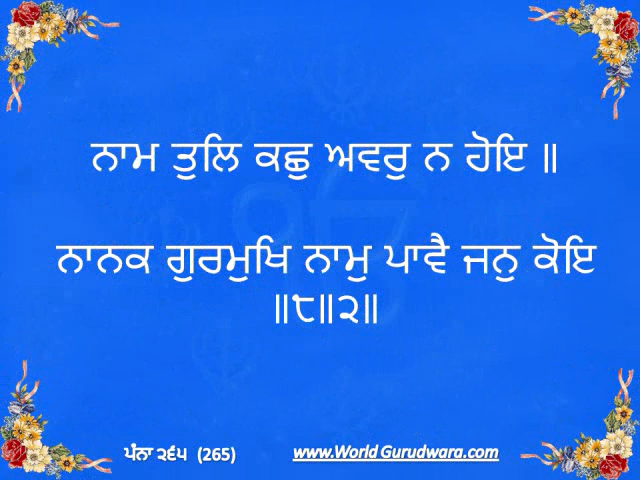 ਨਾਮ ਤੁਲਿ ਕਛੁ ਅਵਰੁ ਨ ਹੋਇ ॥
ਨਾਨਕ ਗੁਰਮੁਖਿ ਨਾਮੁ ਪਾਵੈ ਜਨੁ ਕੋਇ
॥੮॥੨॥
ਪੰਨਾ ੨੬੫ (265) www.World Gurudwara.com